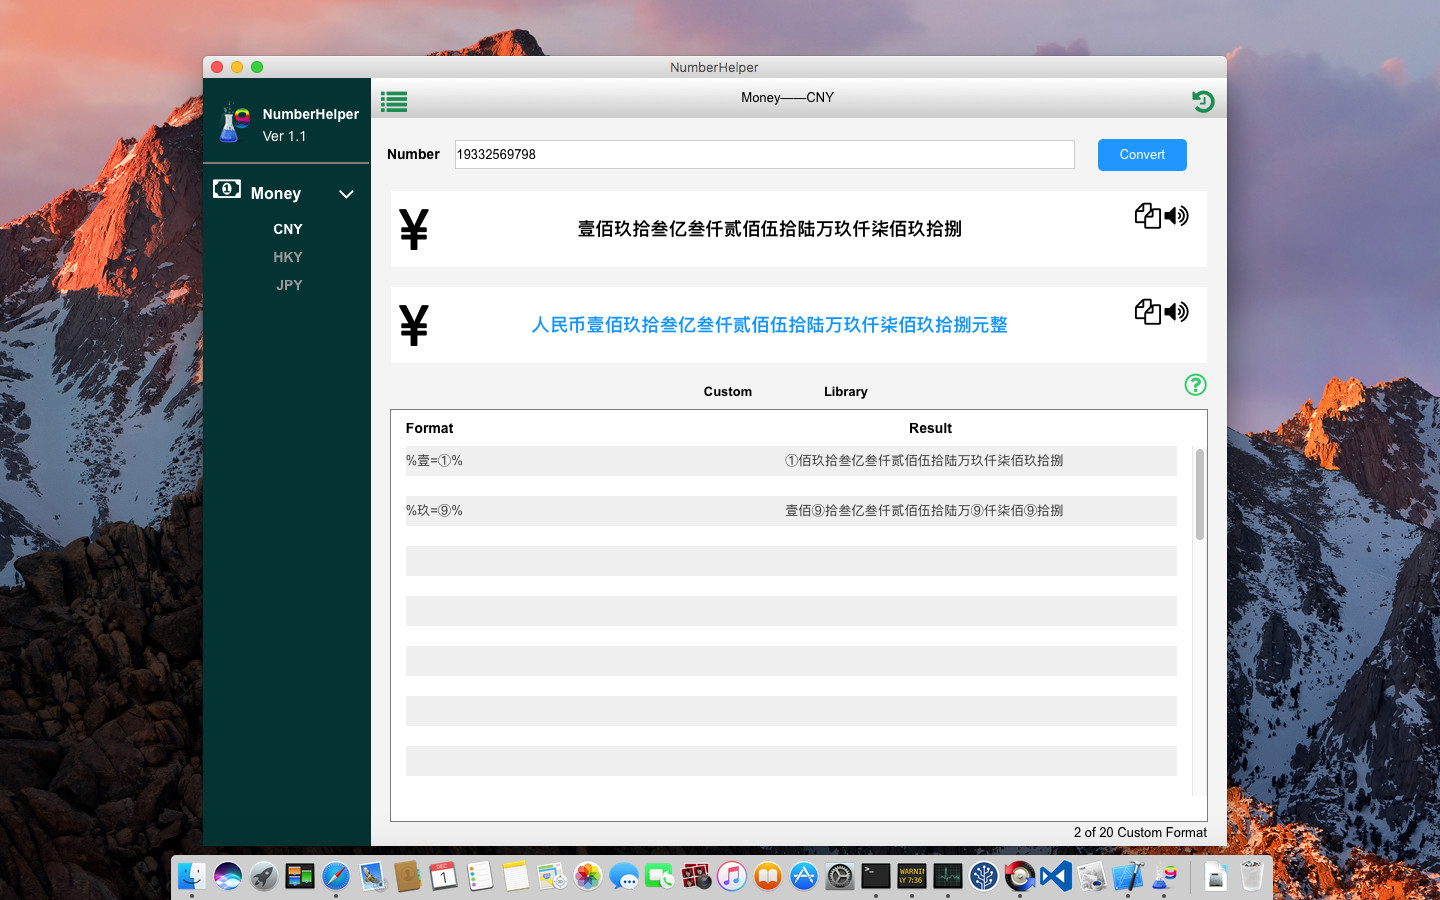 NumberHelper
NumberHelper
Ver 1.1
Money
CNY
HKY
JPY
Money——CNY
Number
19332569798
Convert
¥
壹佰玖拾叁亿叁仟贰佰伍拾陆万玖仟柒佰玖拾捌
¥
人民币壹佰玖拾叁亿叁仟贰佰伍拾陆万玖仟柒佰玖拾捌元整
Custom
Library
Format
Result
%壹=①%
①佰玖拾叁亿叁仟贰佰伍拾陆万玖仟柒佰玖拾捌
%玖=⑨%
壹佰⑨拾叁亿叁仟贰佰伍拾陆万⑨仟柒佰⑨拾捌
2 of 20 Custom Format
DEC
1
WARNIN
AY 7:36